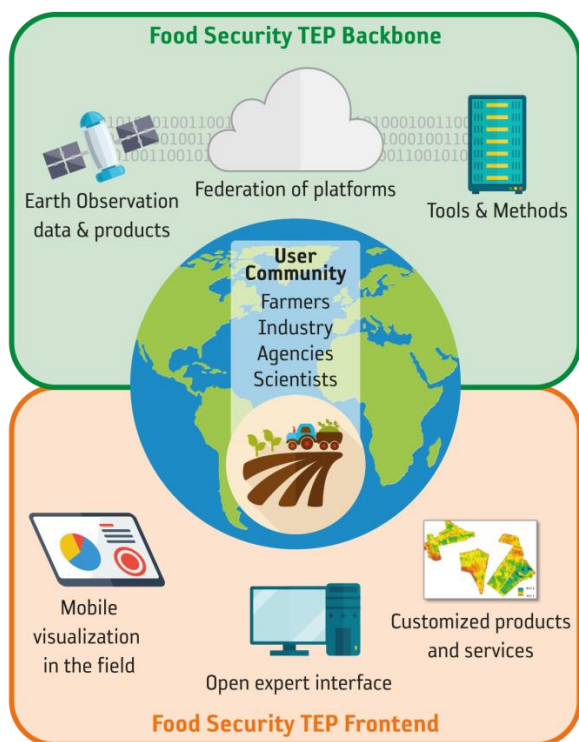 Food Security TEP Backbone
Earth Observation
data & products
Federation of platforms
Tools & Methods
User
Community
Farmers
Industry
Agencies
Scientists
Mobile
visualization
in the field
Open expert interface
Customized products
and services
Food Security TEP Frontend